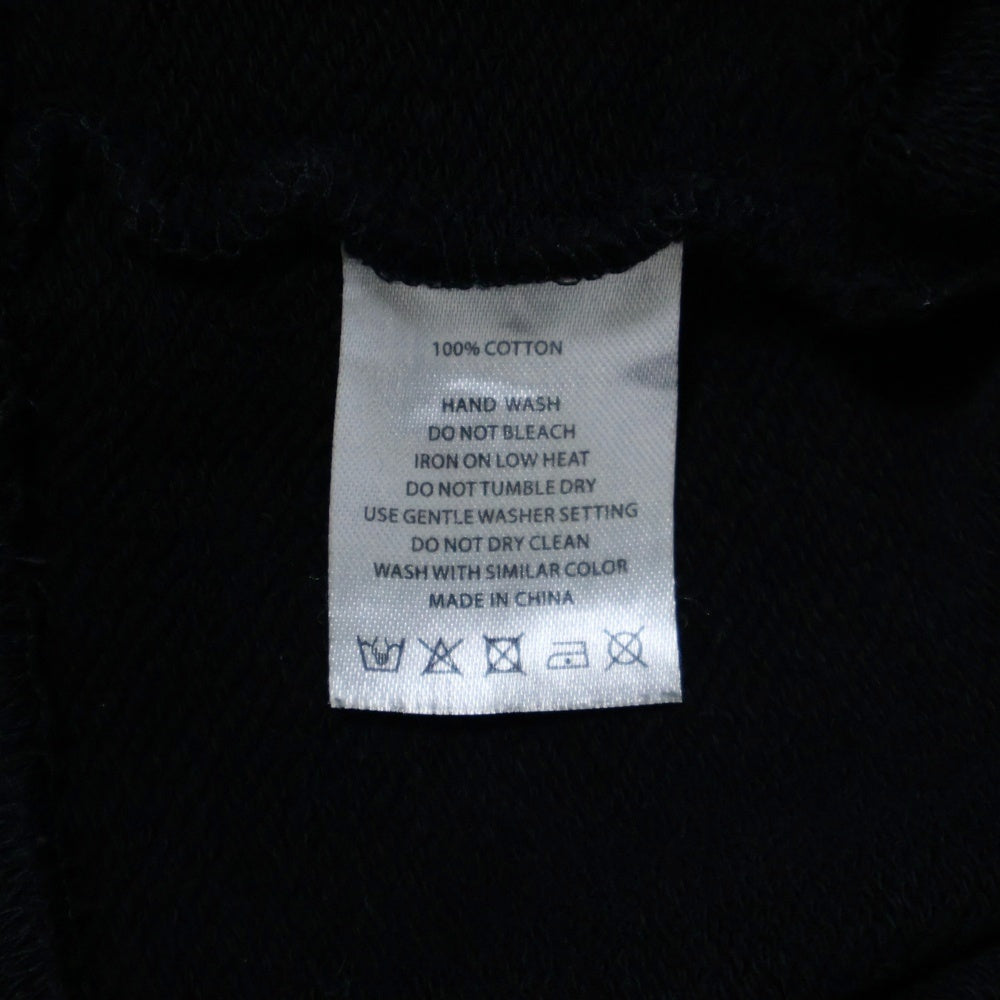 100% COTTON
HAND WASH
DO NOT BLEACH
IRON ON LOW HEAT
DO NOT TUMBLE DRY
USE GENTLE WASHER SETTING
DO NOT DRY CLEAN
WASH WITH SIMILAR COLOR
MADE IN CHINA